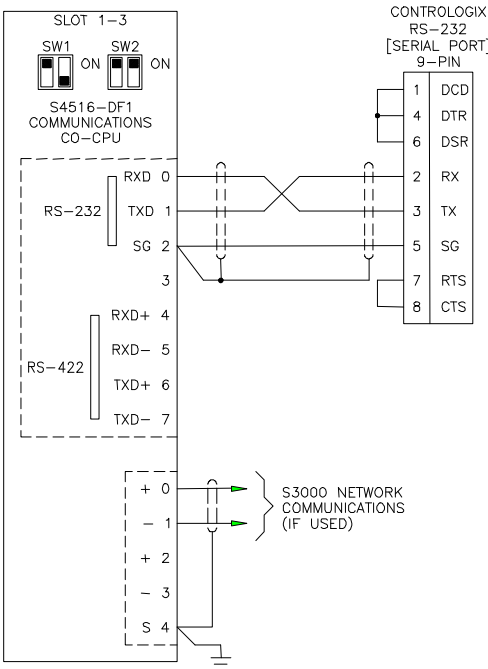 SLOT 1-3
SW1 ON SW2 ON
S4516-DF1
COMMUNICATIONS
CO-CPU
RS-232
RXD 0
TXD 1
SG 2
3
RS-422
RXD+ 4
RXD- 5
TXD+ 6
TXD- 7
+ 0
- 1
+ 2
- 3
S 4
S3000 NETWORK
COMMUNICATIONS
(IF USED)
CONTROLOGIX
RS-232
[SERIAL PORT]
9-PIN
1 DCD
4 DTR
6 DSR
2 RX
3 TX
5 SG
7 RTS
8 CTS